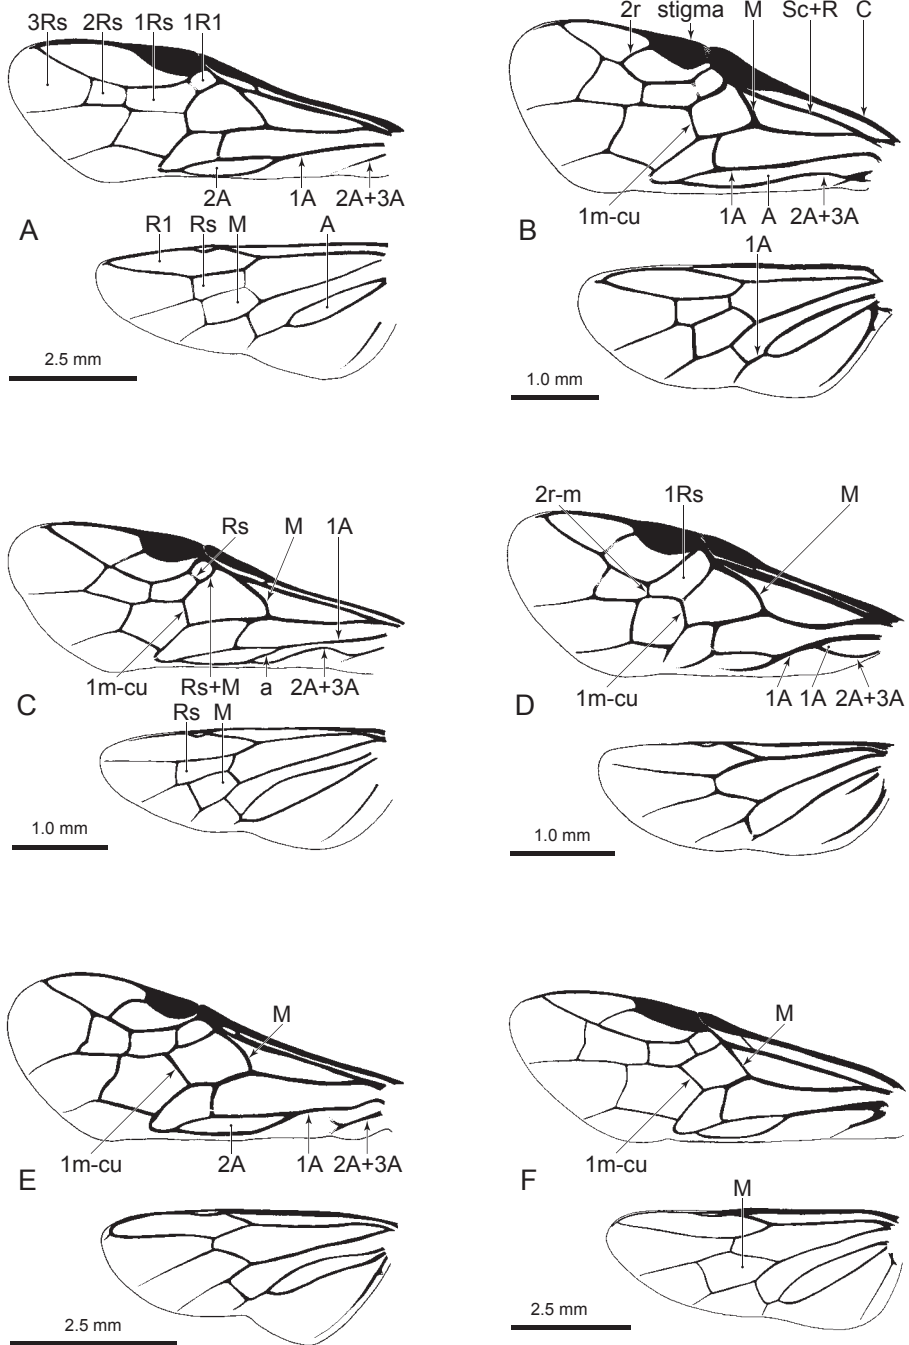 3Rs 2Rs 1Rs 1R1
2A 1A 2A+3A
A
R1 Rs M A
2.5 mm
2r stigma M Sc+R C
1m-cu 1A A 2A+3A
B
1A
1.0 mm
Rs M 1A
1m-cu Rs+M a 2A+3A
C
Rs M
1.0 mm
2r-m 1Rs M
1m-cu 1A 1A 2A+3A
D
1.0 mm
M
1m-cu 2A 1A 2A+3A
E
2.5 mm
M
1m-cu
F
M
2.5 mm